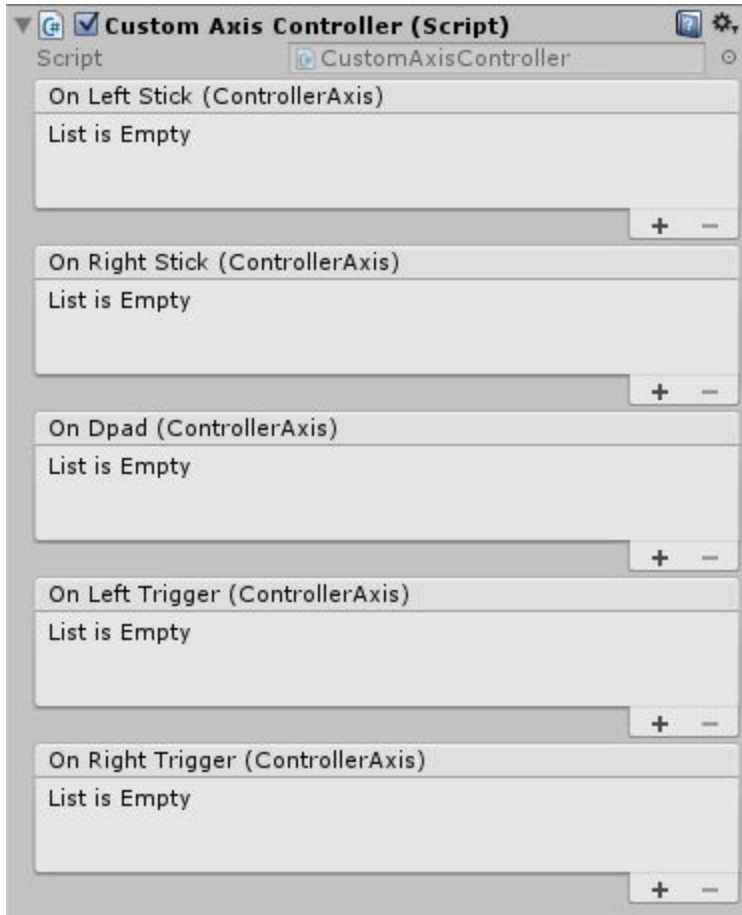 Custom Axis Controller (Script)
Script CustomAxisController
On Left Stick (ControllerAxis)
List is Empty
On Right Stick (ControllerAxis)
List is Empty
On Dpad (ControllerAxis)
List is Empty
On Left Trigger (ControllerAxis)
List is Empty
On Right Trigger (ControllerAxis)
List is Empty